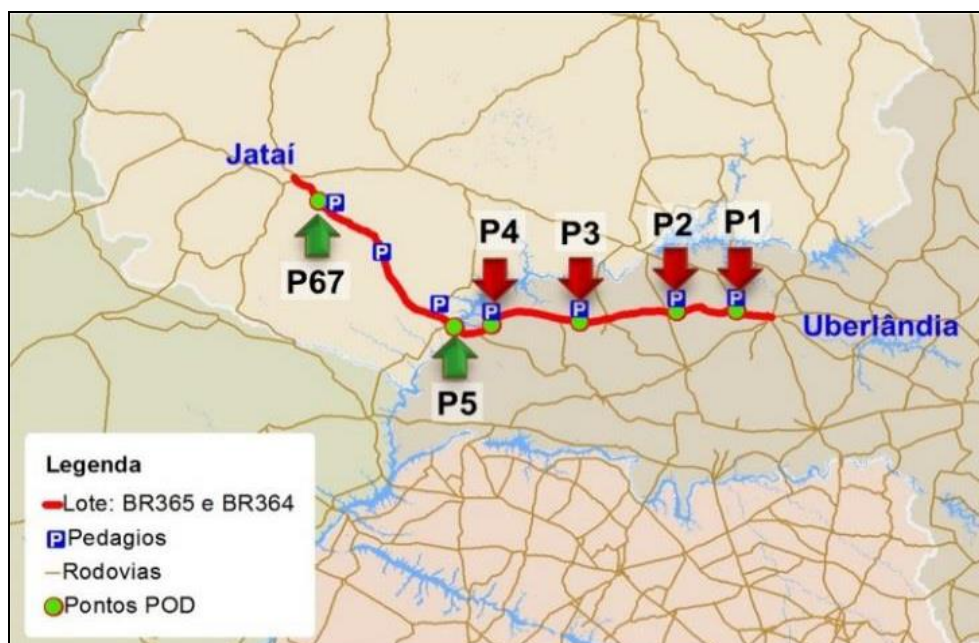 Jataí
P67
P4
P3
P2
P1
Uberlândia
P5
P
P
P
P
P
P
P
Legenda
Lote: BR365 e BR364
P Pedagios
Rodovias
Pontos POD